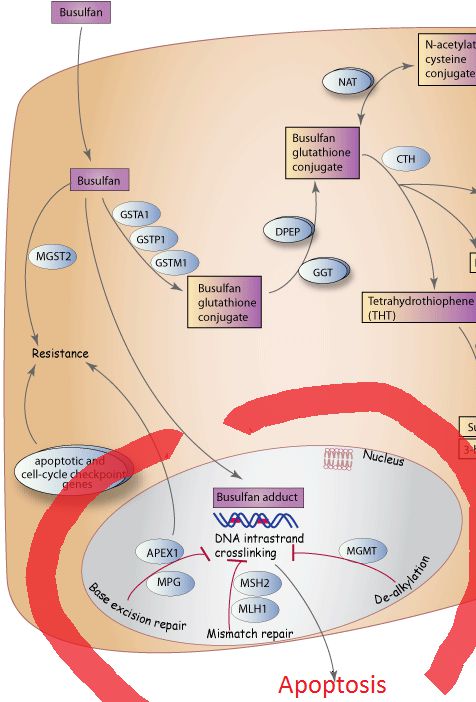 Busulfan
N-acetylat
cysteine
conjugate
NAT
Busulfan
glutathione
conjugate
CTH
Busulfan
GSTA1
GSTP1
GSTM1
DPEP
GGT
MGST2
Busulfan
glutathione
conjugate
Tetrahydrothiophene
(THT)
Resistance
Su
3-
apoptotic and
cell-cycle checkpoint
genes
Nucleus
Busulfan adduct
DNA intrastrand
crosslinking
APEX1
MPG
MGMT
MSH2
MLH1
Base excision repair
Mismatch repair
De-alkylation
Apoptosis